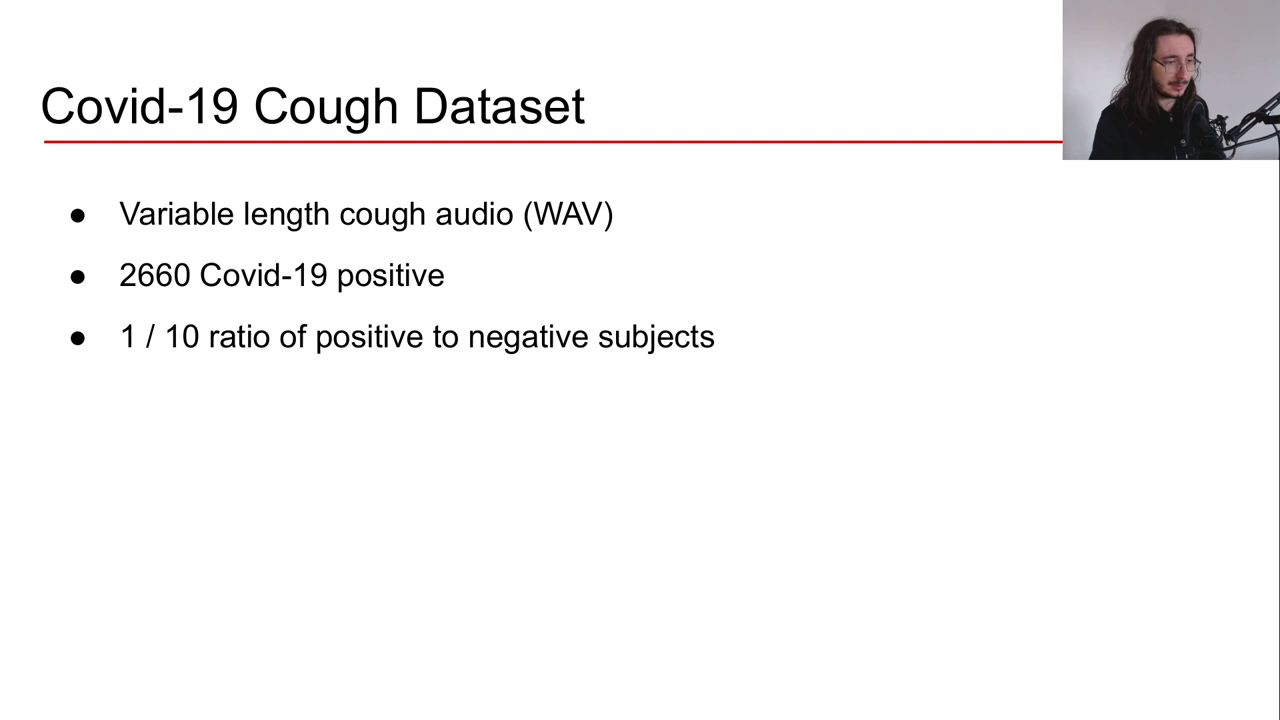 Covid-19 Cough Dataset
● Variable length cough audio (WAV)
● 2660 Covid-19 positive
● 1 / 10 ratio of positive to negative subjects